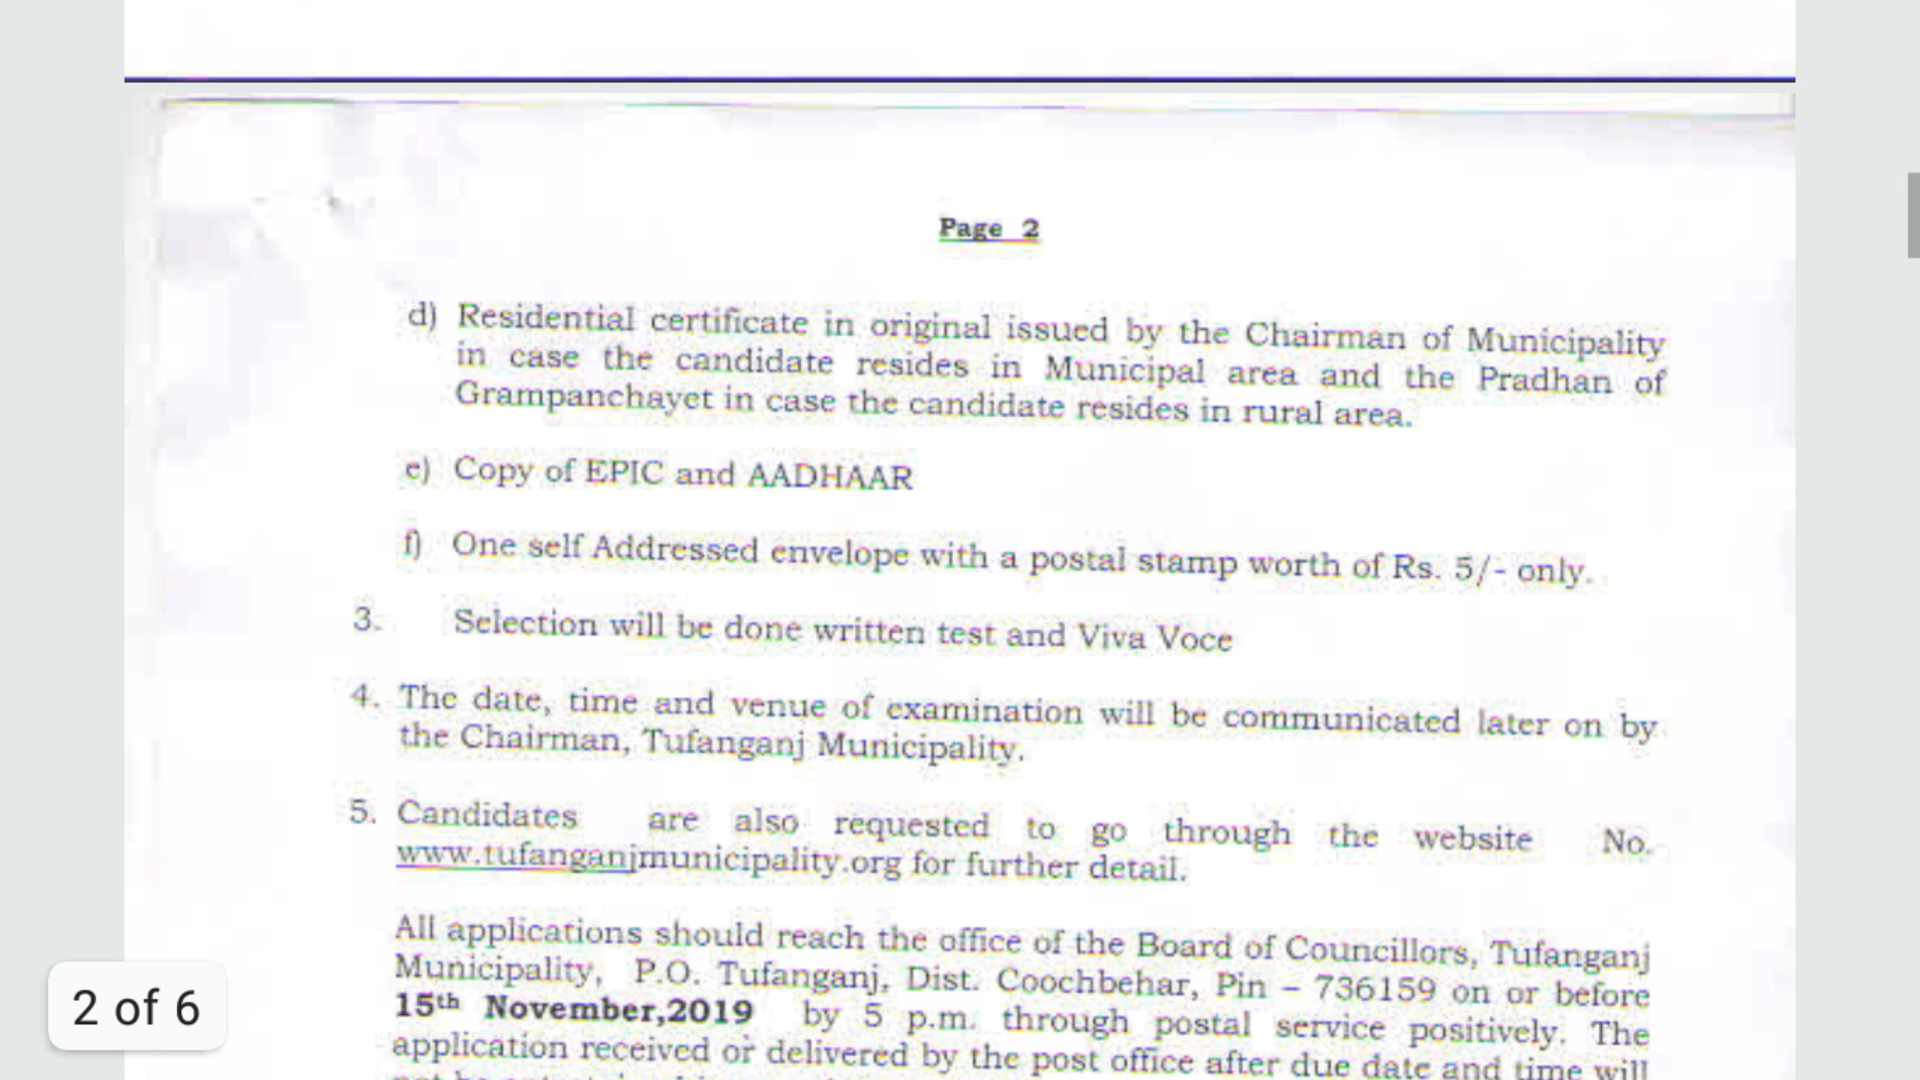 Page 2
d) Residential certificate in original issued by the Chairman of Municipality
in case the candidate resides in Municipal area and the Pradhan of
Grampanchayet in case the candidate resides in rural area.
e) Copy of EPIC and AADHAAR
f) One self Addressed envelope with a postal stamp worth of Rs. 5/- only.
3. Selection will be done written test and Viva Voce
4. The date, time and venue of examination will be communicated later on by
the Chairman, Tufanganj Municipality.
5. Candidates are also requested to go through the website No.
www.tufanganjmunicipality.org for further detail.
All applications should reach the office of the Board of Councillors, Tufanganj
Municipality, P.O. Tufanganj, Dist. Coochbehar, Pin – 736159 on or before
15th November,2019 by 5 p.m. through postal service positively. The
application received or delivered by the post office after due date and time will
2 of 6